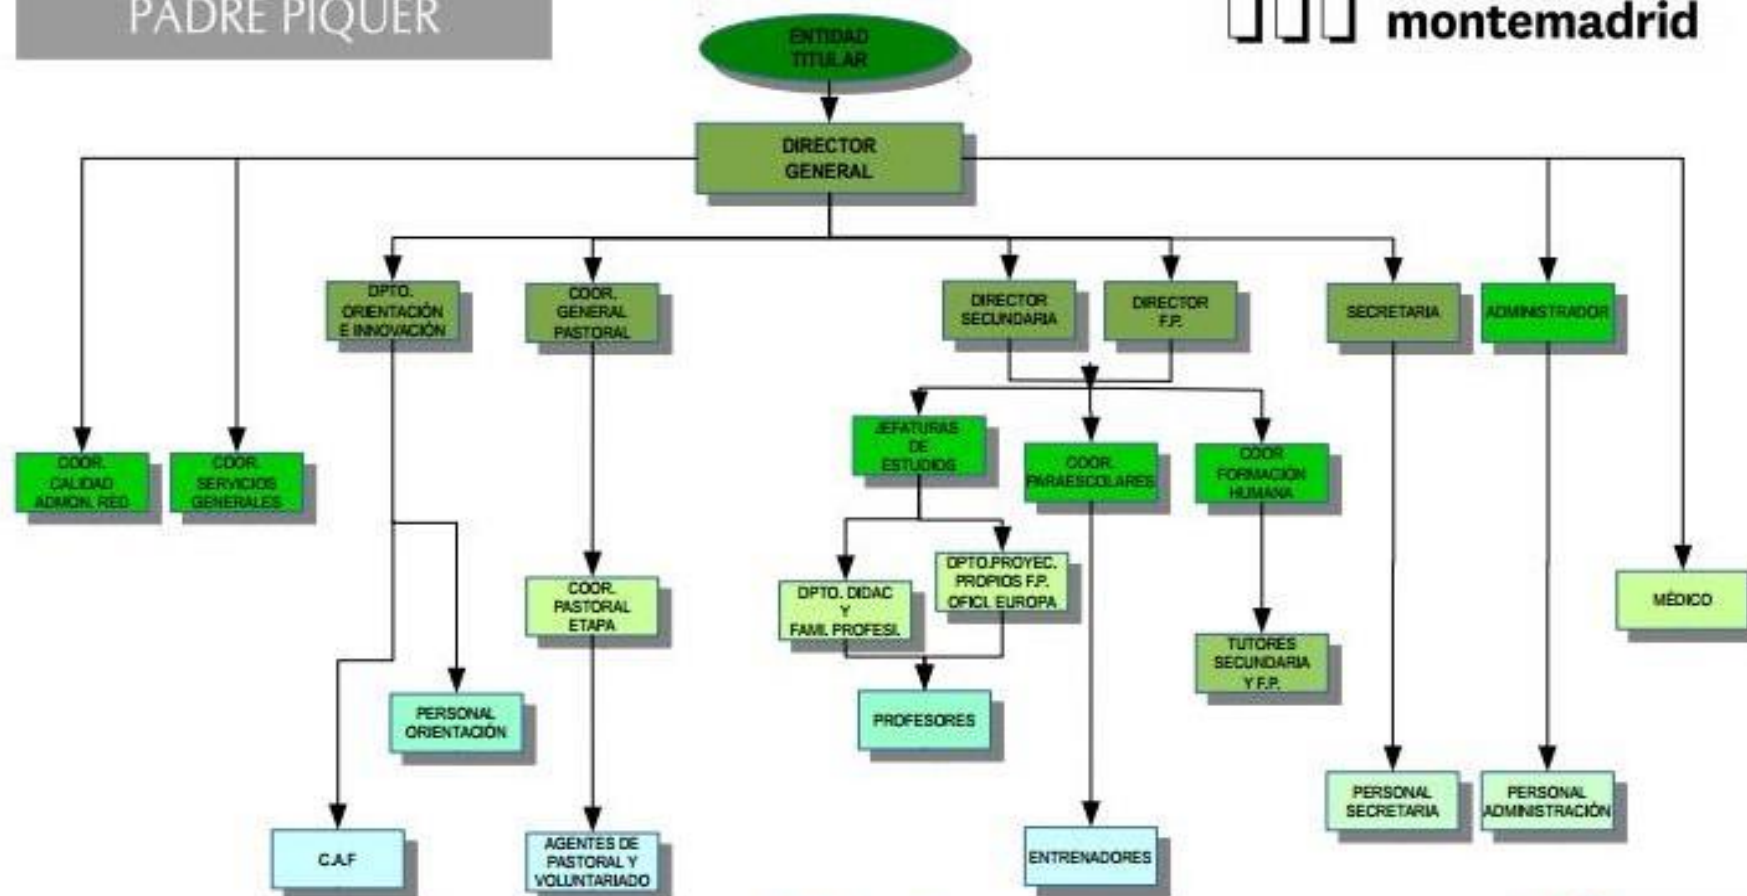 PADRE PIQUER
montemadrid
ENTIDAD
TITULAR
DIRECTOR
GENERAL
DPTO.
ORIENTACIÓN
E INNOVACIÓN
COOR.
GENERAL
PASTORAL
DIRECTOR
SECUNDARIA
DIRECTOR
F.P.
SECRETARIA
ADMINISTRADOR
COOR.
CALIDAD
ADMON. RED
COOR.
SERVICIOS
GENERALES
JEFATURAS
DE
ESTUDIOS
COOR.
PARAESCOLARES
COOR
FORMACIÓN
HUMANA
COOR.
PASTORAL
ETAPA
DPTO. DIDAC
Y
FAMI. PROFESI.
DPTO.PROYEC.
PROPIOS F.P.
OFICI. EUROPA
MÉDICO
TUTORES
SECUNDARIA
Y F.P.
PERSONAL
ORIENTACIÓN
PROFESORES
PERSONAL
SECRETARIA
PERSONAL
ADMINISTRACIÓN
C.A.F
AGENTES DE
PASTORAL Y
VOLUNTARIADO
ENTRENADORES